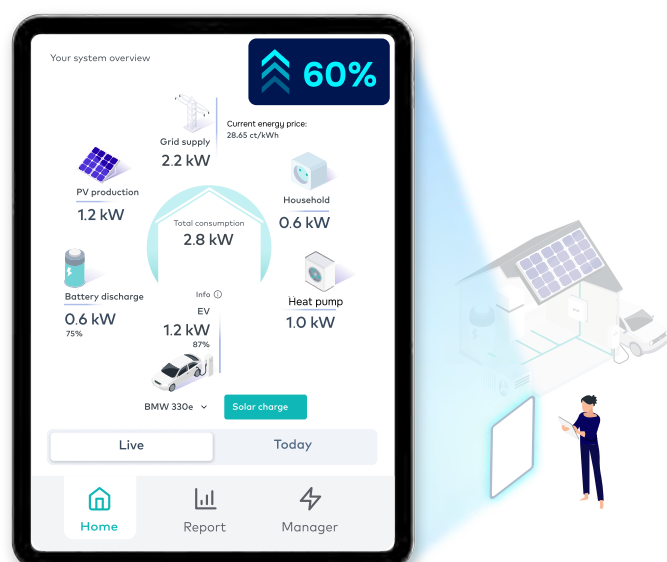 Your system overview
60%
Current energy price:
28.65 ct/kWh
Grid supply
2.2 kW
PV production
1.2 kW
Household
0.6 kW
Total consumption
2.8 kW
Battery discharge
0.6 kW
75%
Info
EV
1.2 kW
87%
Heat pump
1.0 kW
BMW 330e
Solar charge
Live
Today
Home
Report
Manager